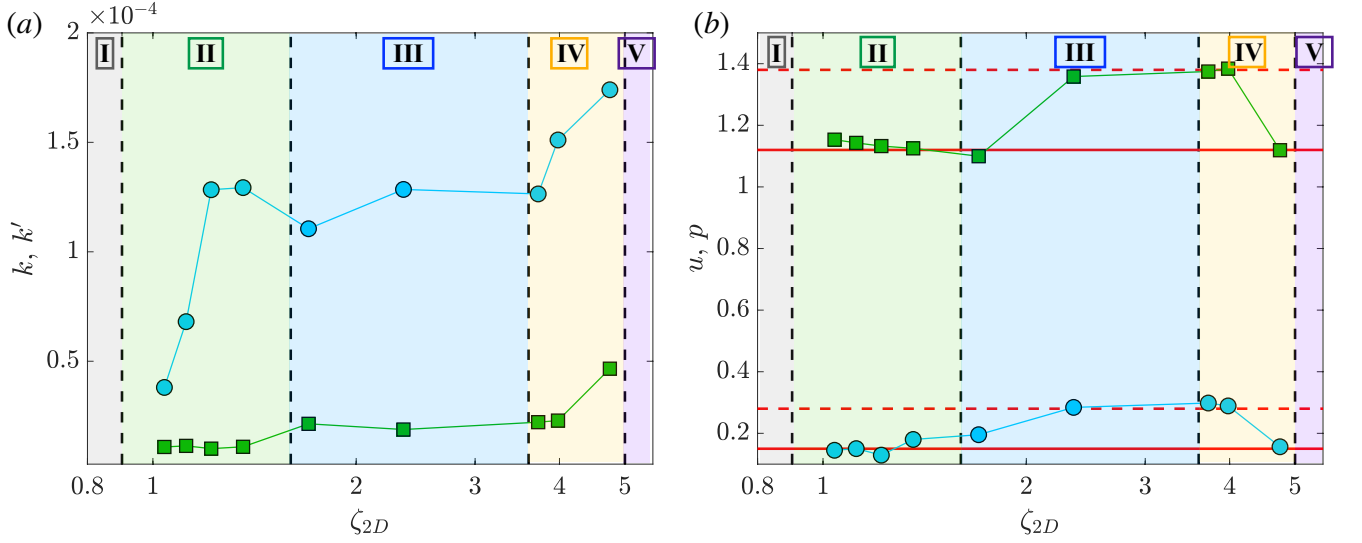 (a)
×10⁻⁴
I II III IV V
2
1.5
1
0.5
k, k′
0.8 1 2 3 4 5
ζ2D
(b)
I II III IV V
1.4
1.2
1
0.8
0.6
0.4
0.2
u, p
0.8 1 2 3 4 5
ζ2D